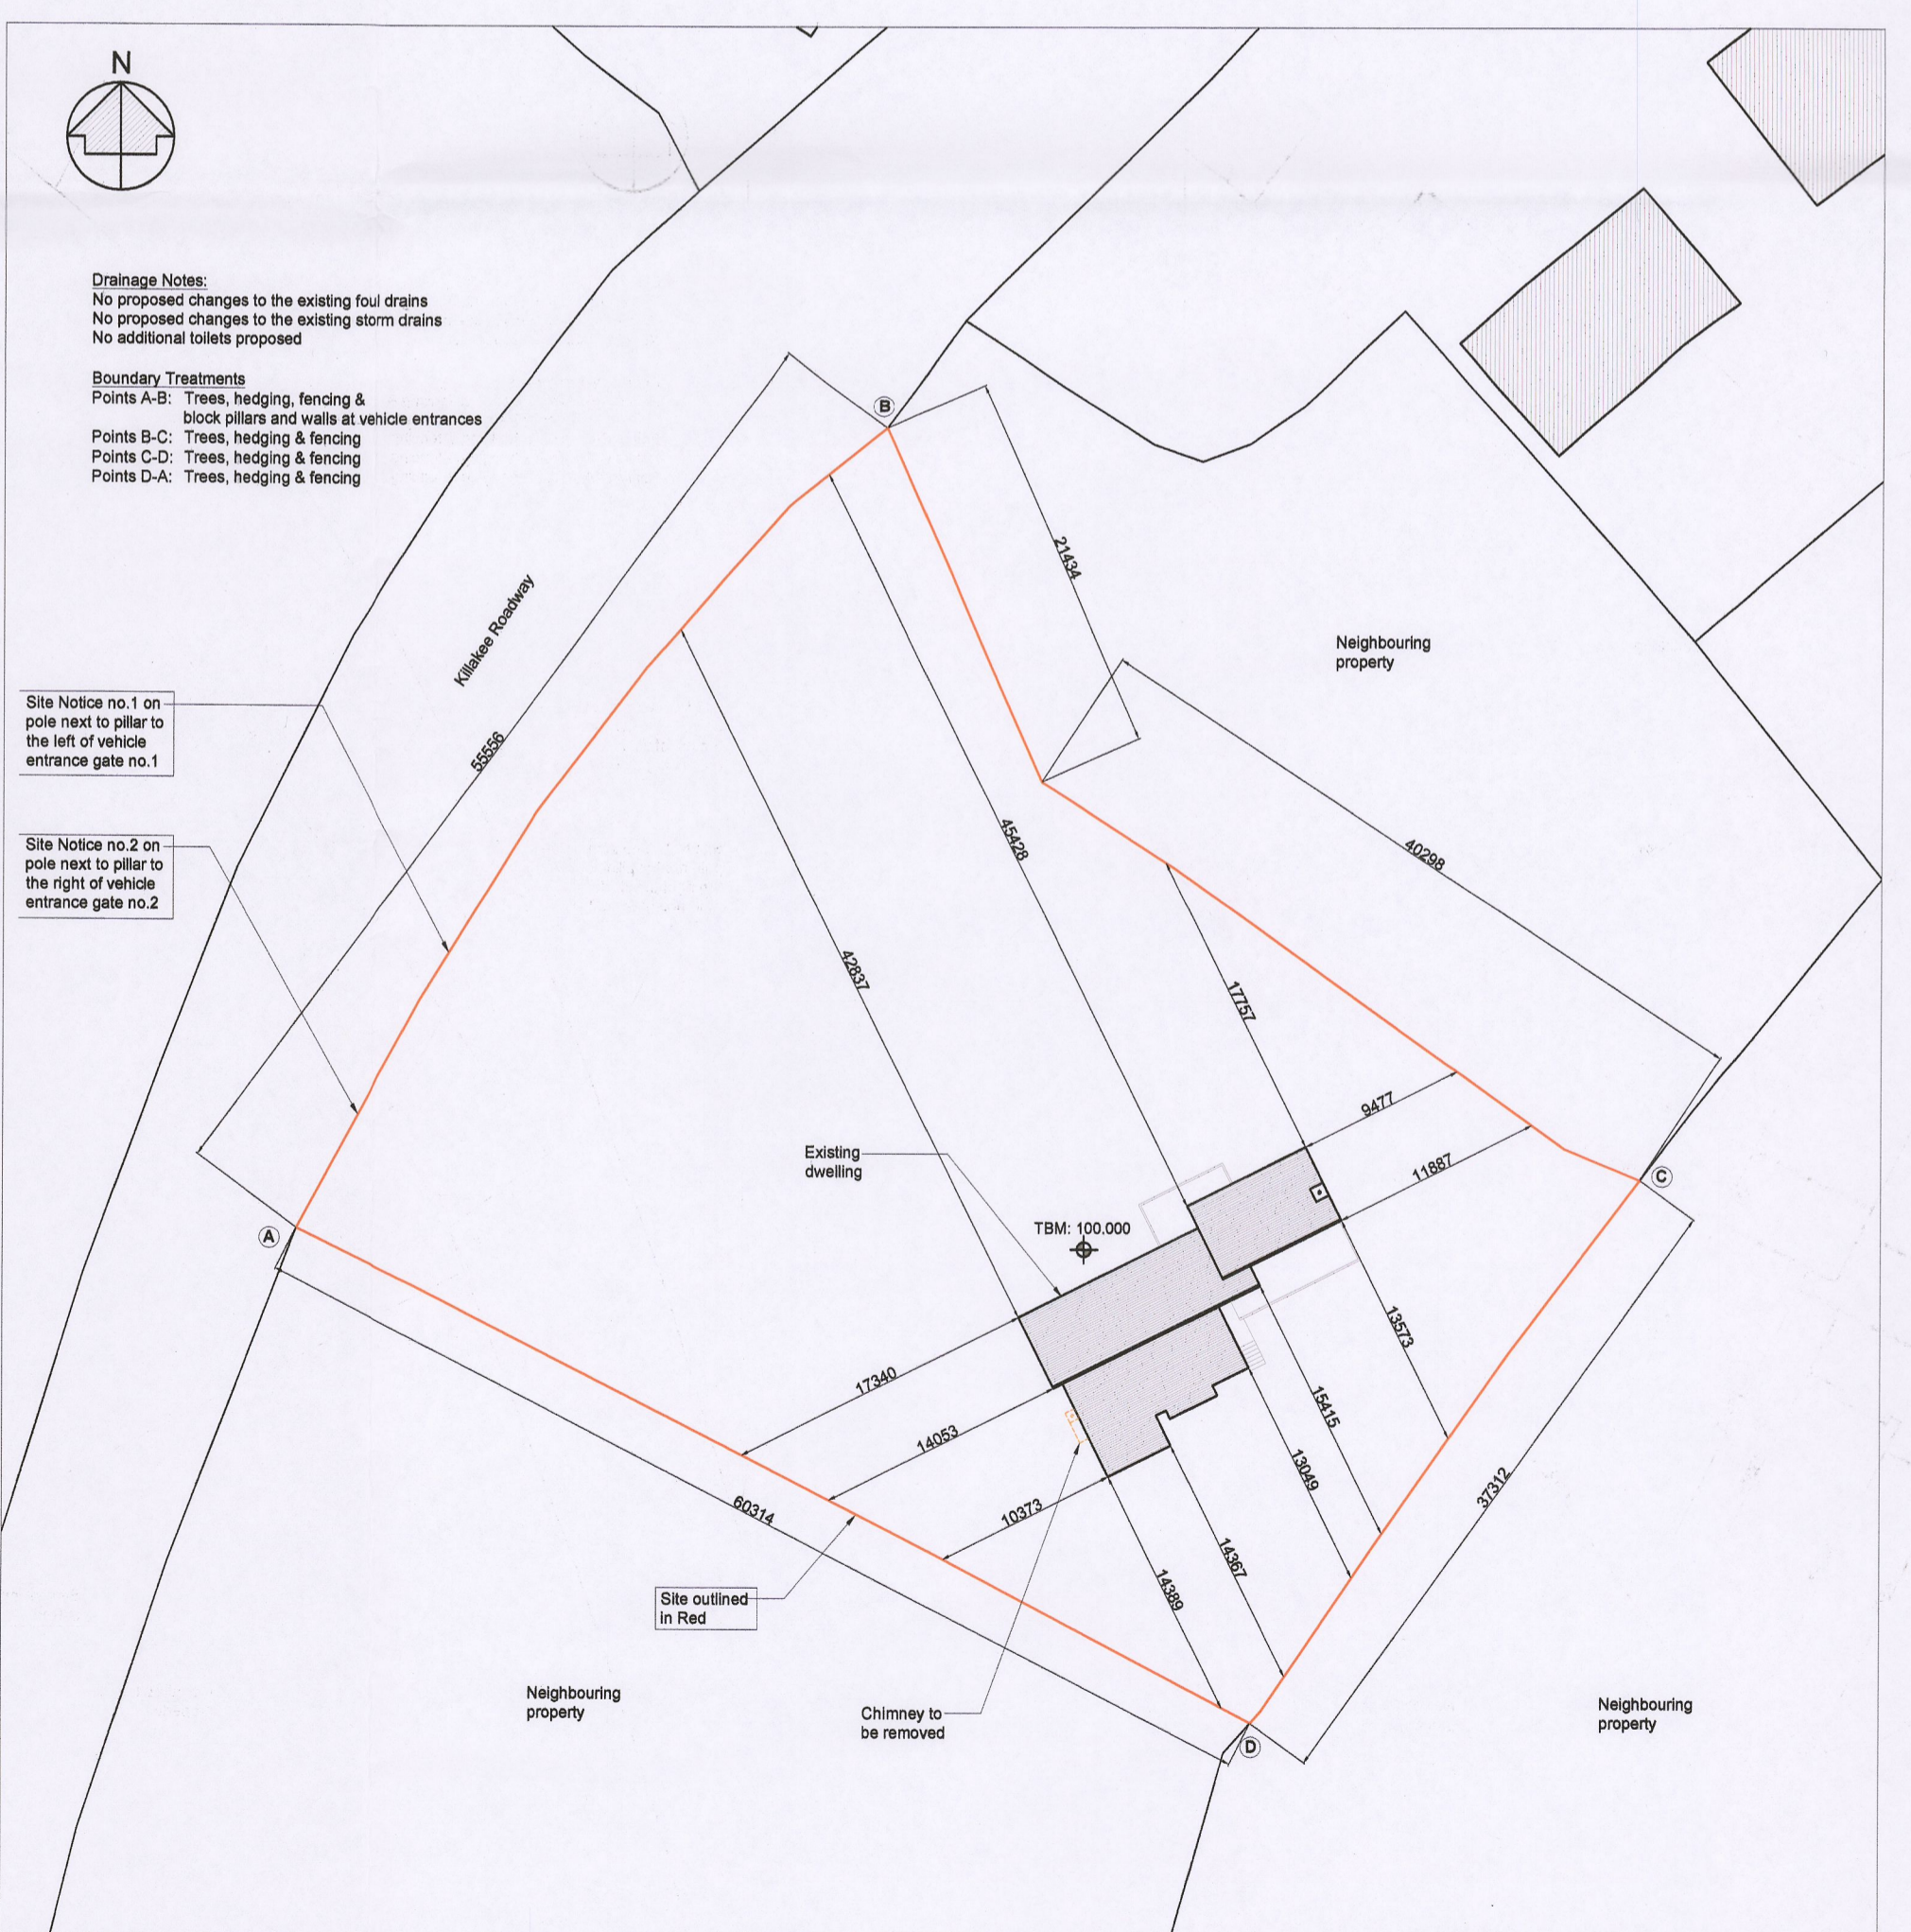 N
Drainage Notes:
No proposed changes to the existing foul drains
No proposed changes to the existing storm drains
No additional toilets proposed
Boundary Treatments
Points A-B: Trees, hedging, fencing &
block pillars and walls at vehicle entrances
Points B-C: Trees, hedging & fencing
Points C-D: Trees, hedging & fencing
Points D-A: Trees, hedging & fencing
B
21434
Killakee Roadway
Neighbouring
property
Site Notice no.1 on
pole next to pillar to
the left of vehicle
entrance gate no.1
55556
Site Notice no.2 on
pole next to pillar to
the right of vehicle
entrance gate no.2
45428
40298
42837
17757
9477
Existing
dwelling
11887
C
A
TBM: 100.000
13573
17340
15415
14053
13049
37312
60314
10373
14367
14389
Site outlined
in Red
Neighbouring
property
Chimney to
be removed
Neighbouring
property
D